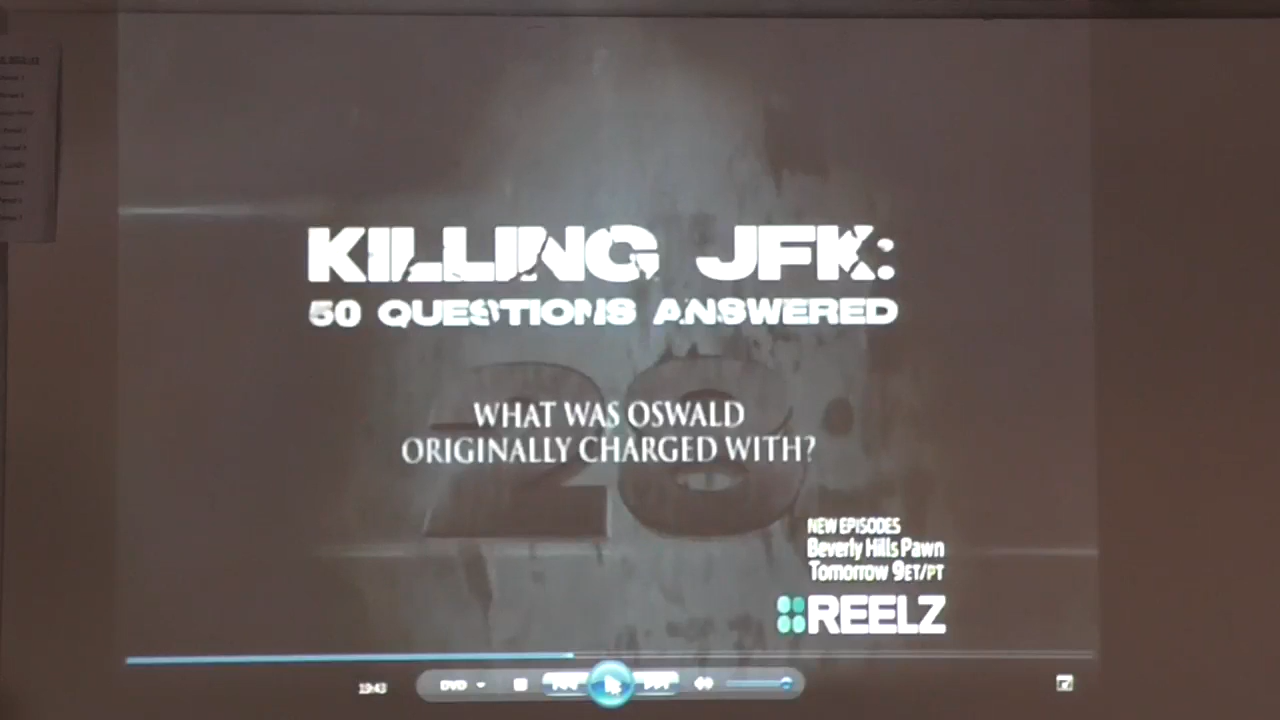 KILLING JFK:
50 QUESTIONS ANSWERED
28
WHAT WAS OSWALD
ORIGINALLY CHARGED WITH?
NEW EPISODES
Beverly Hills Pawn
Tomorrow 9ET/PT
REELZ
19:43
DVD